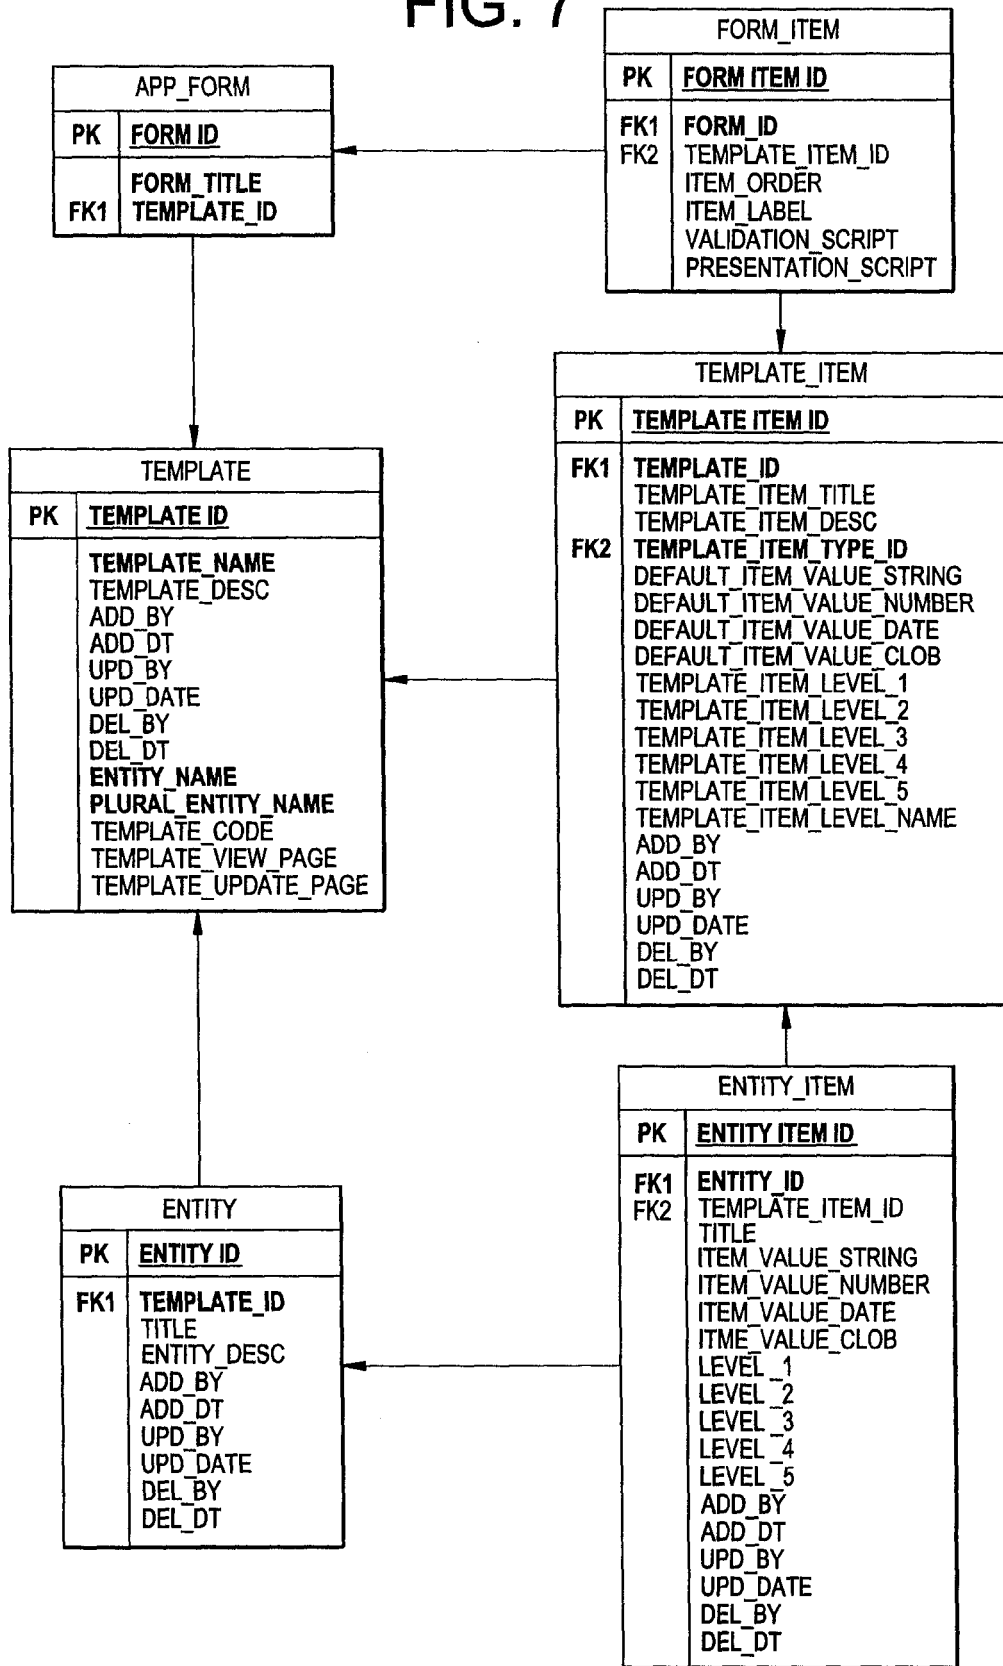 FIG. 7
FORM_ITEM
PK FORM ITEM ID
FK1 FORM_ID
FK2 TEMPLATE_ITEM_ID
ITEM_ORDER
ITEM_LABEL
VALIDATION_SCRIPT
PRESENTATION_SCRIPT
APP_FORM
PK FORM ID
FORM_TITLE
FK1 TEMPLATE_ID
TEMPLATE_ITEM
PK TEMPLATE ITEM ID
FK1 TEMPLATE_ID
TEMPLATE_ITEM_TITLE
TEMPLATE_ITEM_DESC
FK2 TEMPLATE_ITEM_TYPE_ID
DEFAULT_ITEM_VALUE_STRING
DEFAULT_ITEM_VALUE_NUMBER
DEFAULT_ITEM_VALUE_DATE
DEFAULT_ITEM_VALUE_CLOB
TEMPLATE_ITEM_LEVEL_1
TEMPLATE_ITEM_LEVEL_2
TEMPLATE_ITEM_LEVEL_3
TEMPLATE_ITEM_LEVEL_4
TEMPLATE_ITEM_LEVEL_5
TEMPLATE_ITEM_LEVEL_NAME
ADD_BY
ADD_DT
UPD_BY
UPD_DATE
DEL_BY
DEL_DT
TEMPLATE
PK TEMPLATE ID
TEMPLATE_NAME
TEMPLATE_DESC
ADD_BY
ADD_DT
UPD_BY
UPD_DATE
DEL_BY
DEL_DT
ENTITY_NAME
PLURAL_ENTITY_NAME
TEMPLATE_CODE
TEMPLATE_VIEW_PAGE
TEMPLATE_UPDATE_PAGE
ENTITY_ITEM
PK ENTITY ITEM ID
FK1 ENTITY_ID
FK2 TEMPLATE_ITEM_ID
TITLE
ITEM_VALUE_STRING
ITEM_VALUE_NUMBER
ITEM_VALUE_DATE
ITME_VALUE_CLOB
LEVEL_1
LEVEL_2
LEVEL_3
LEVEL_4
LEVEL_5
ADD_BY
ADD_DT
UPD_BY
UPD_DATE
DEL_BY
DEL_DT
ENTITY
PK ENTITY ID
FK1 TEMPLATE_ID
TITLE
ENTITY_DESC
ADD_BY
ADD_DT
UPD_BY
UPD_DATE
DEL_BY
DEL_DT